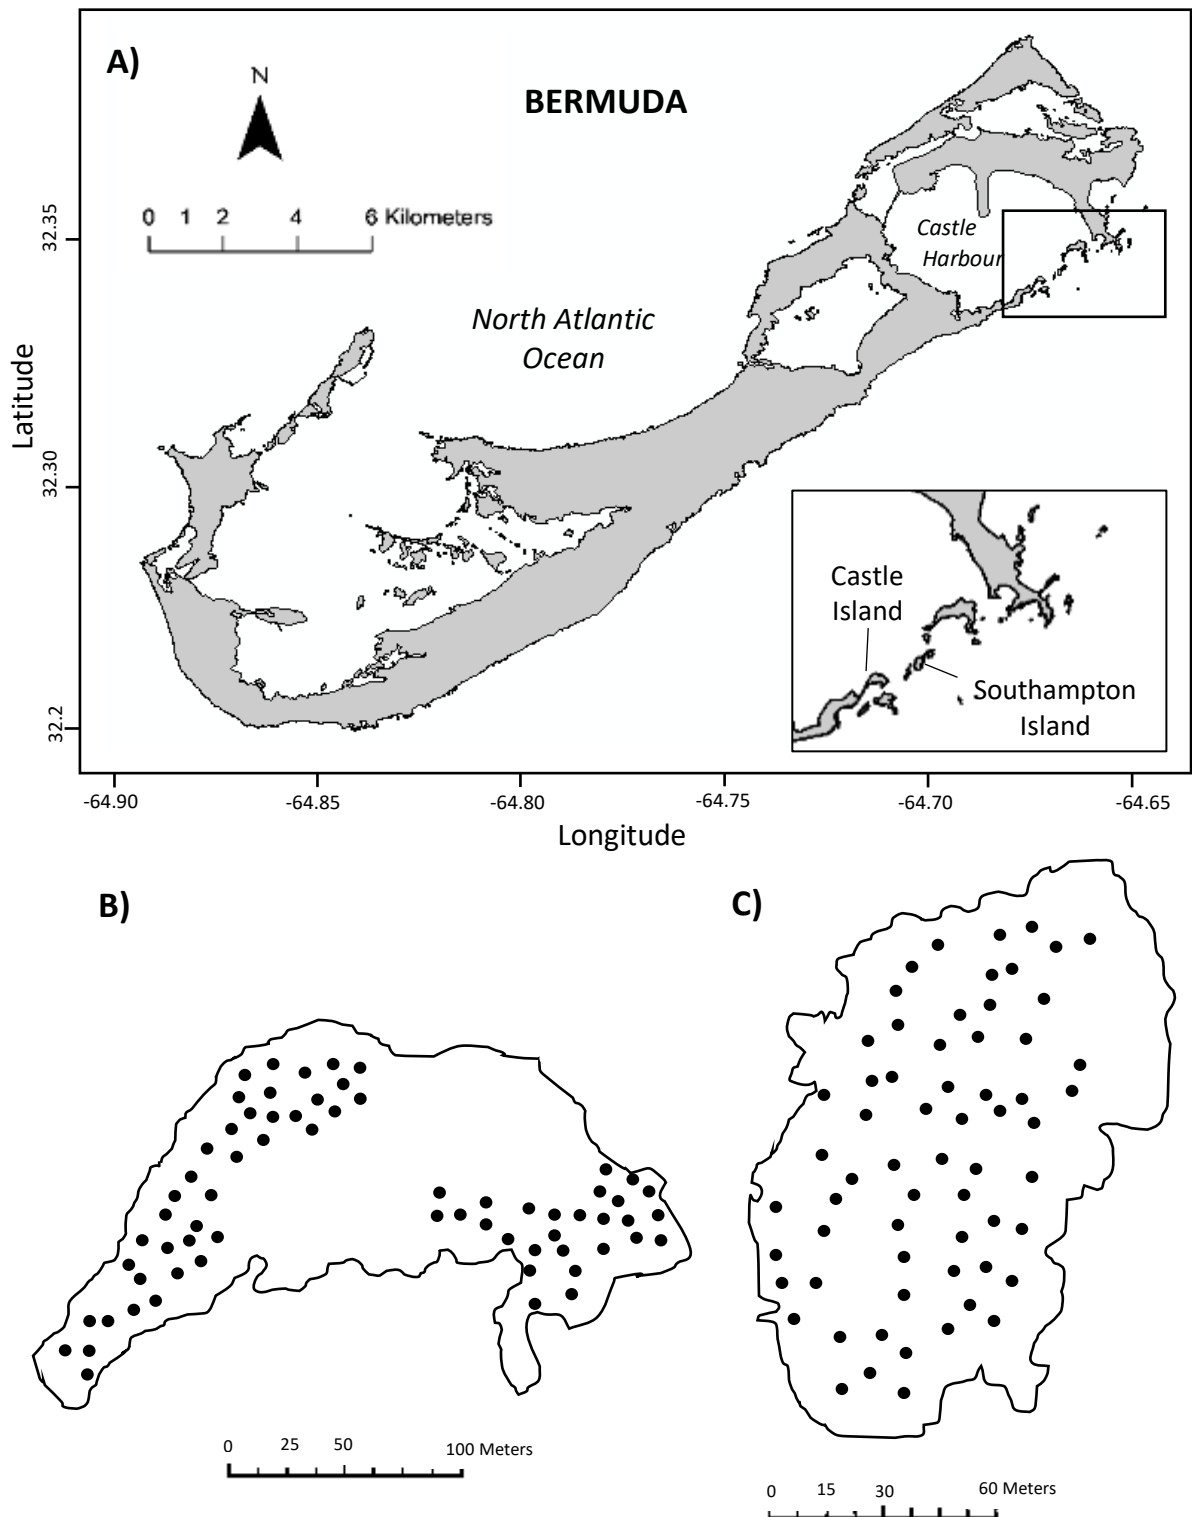 A)
N
BERMUDA
0 1 2 4 6 Kilometers
32.35
Castle
Harbour
North Atlantic
Ocean
Latitude
32.30
Castle
Island
Southampton
Island
32.2
-64.90 -64.85 -64.80 -64.75 -64.70 -64.65
Longitude
B)
C)
0 25 50 100 Meters
0 15 30 60 Meters